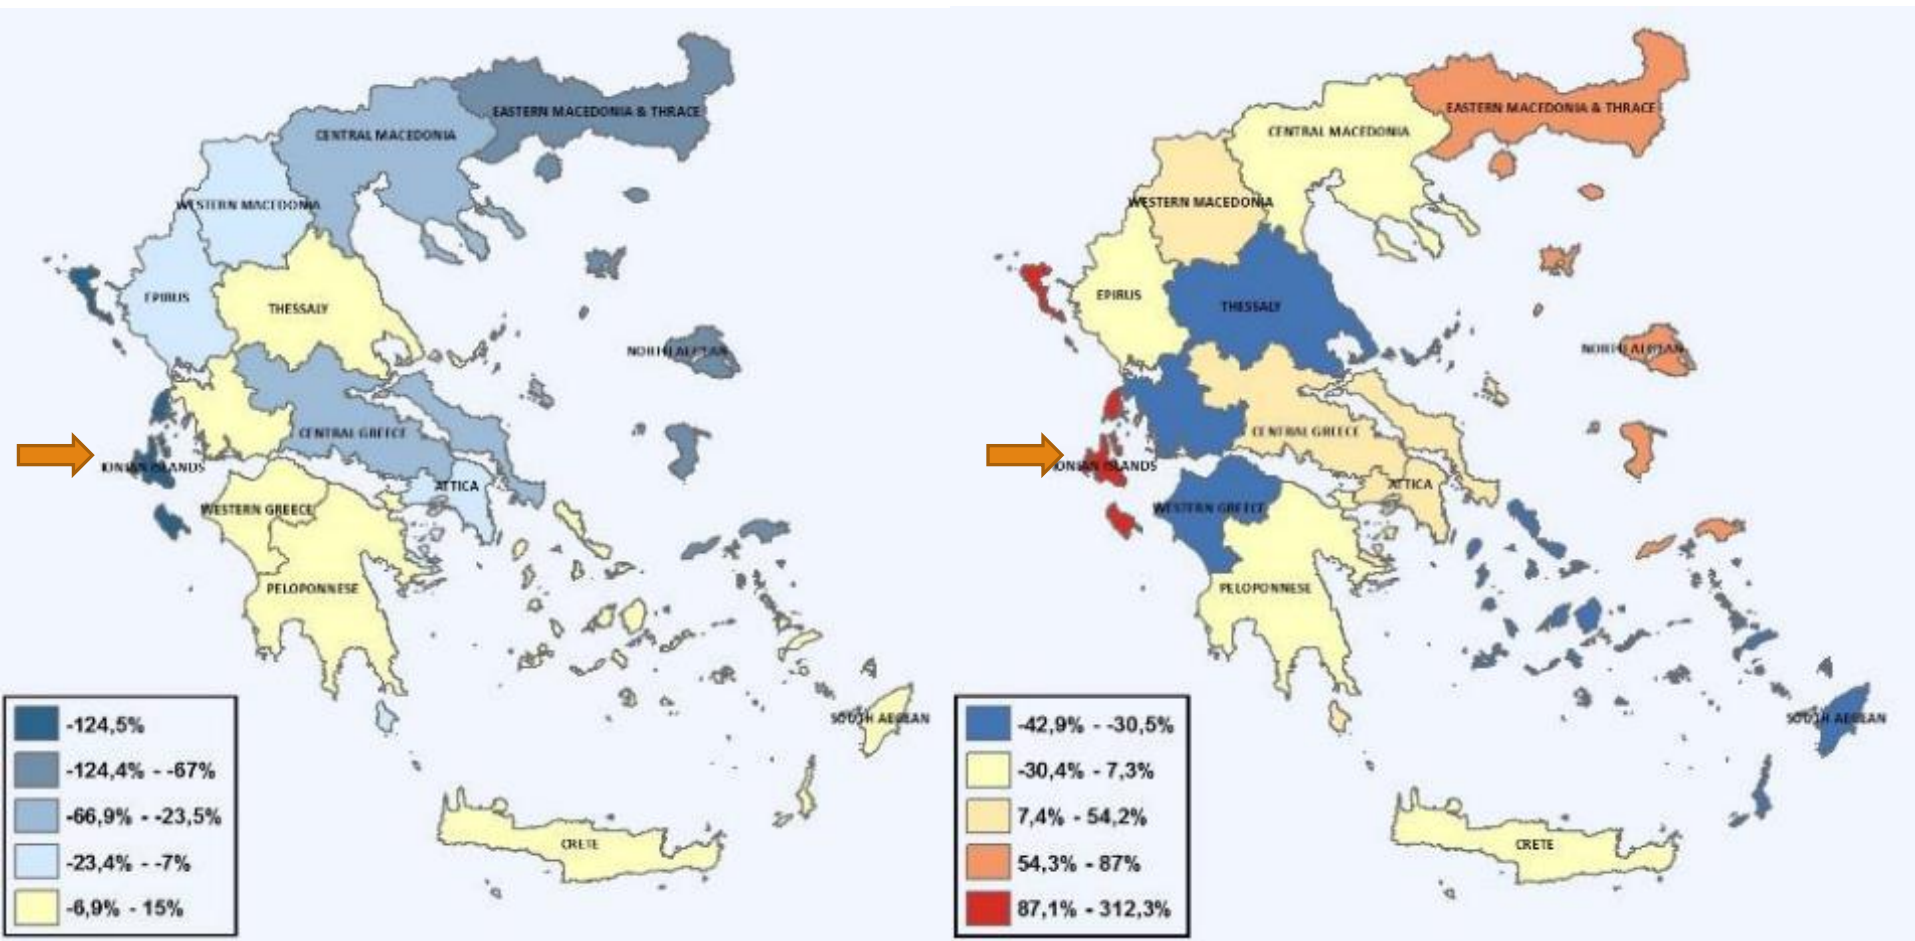 EASTERN MACEDONIA & THRACE
CENTRAL MACEDONIA
WESTERN MACEDONIA
EPIRUS
THESSALY
NORTH AEGEAN
CENTRAL GREECE
IONIAN ISLANDS
ATTICA
WESTERN GREECE
PELOPONNESE
SOUTH AEGEAN
CRETE
-124,5%
-124,4% - -67%
-66,9% - -23,5%
-23,4% - -7%
-6,9% - 15%
EASTERN MACEDONIA & THRACE
CENTRAL MACEDONIA
WESTERN MACEDONIA
EPIRUS
THESSALY
NORTH AEGEAN
CENTRAL GREECE
IONIAN ISLANDS
ATTICA
WESTERN GREECE
PELOPONNESE
SOUTH AEGEAN
CRETE
-42,9% - -30,5%
-30,4% - 7,3%
7,4% - 54,2%
54,3% - 87%
87,1% - 312,3%